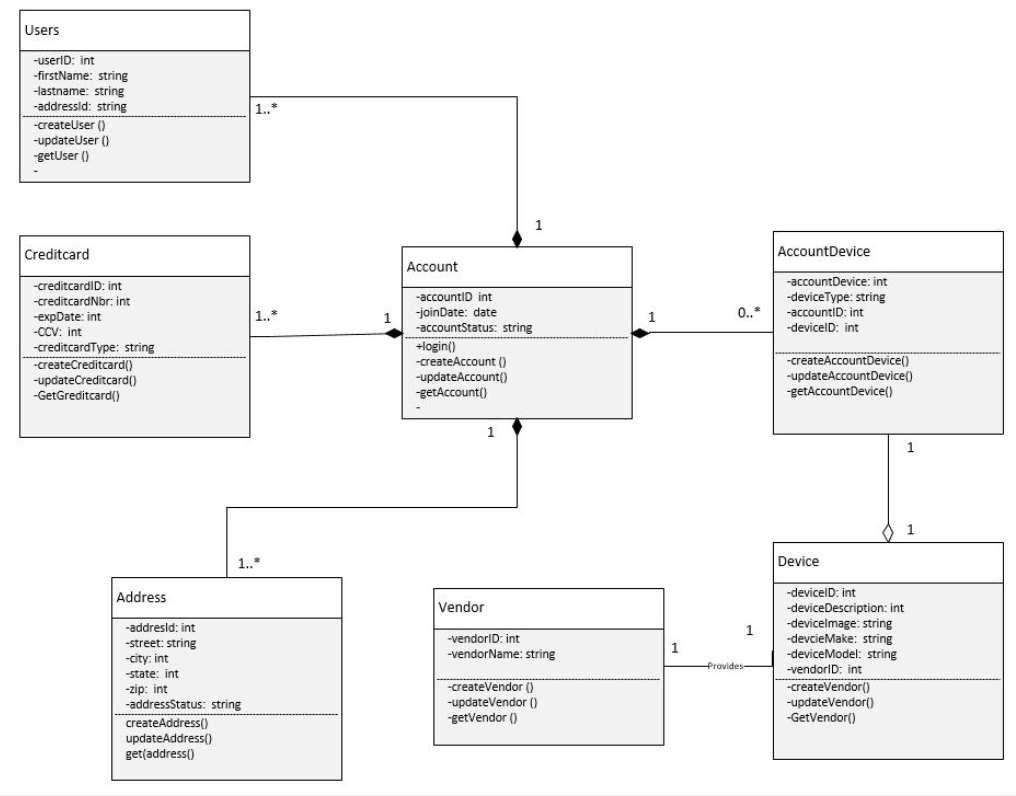 Users
-userID: int
-firstName: string
-lastname: string
-addressId: string
-createUser ()
-updateUser ()
-getUser ()
-
1..*
1
Creditcard
-creditcardID: int
-creditcardNbr: int
-expDate: int
-CCV: int
-creditcardType: string
-createCreditcard()
-updateCreditcard()
-GetGreditcard()
1..*
1
Account
-accountID int
-joinDate: date
-accountStatus: string
+login()
-createAccount ()
-updateAccount()
-getAccount()
-
1
0..*
AccountDevice
-accountDevice: int
-deviceType: string
-accountID: int
-deviceID: int
-createAccountDevice()
-updateAccountDevice()
-getAccountDevice()
1
1
1
1..*
Address
-addresId: int
-street: string
-city: int
-state: int
-zip: int
-addressStatus: string
createAddress()
updateAddress()
get(address()
Vendor
-vendorID: int
-vendorName: string
-createVendor ()
-updateVendor ()
-getVendor ()
1
Provides
1
Device
-deviceID: int
-deviceDescription: int
-deviceImage: string
-devcieMake: string
-deviceModel: string
-vendorID: int
-createVendor()
-updateVendor()
-GetVendor()